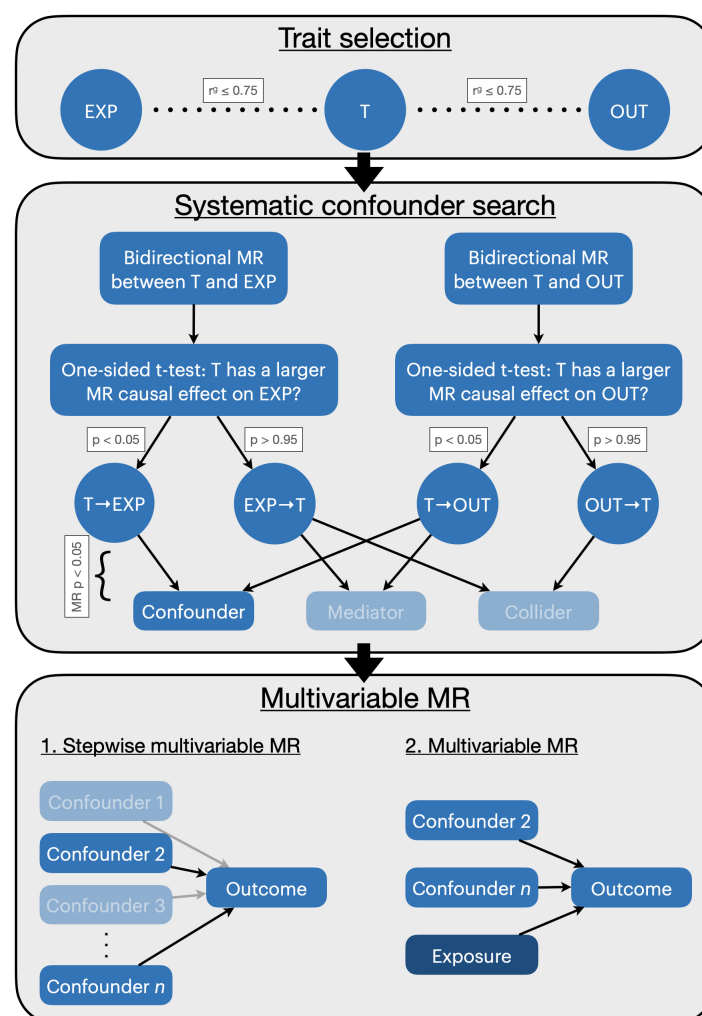 Trait selection
EXP
rᵍ ≤ 0.75
T
rᵍ ≤ 0.75
OUT
Systematic confounder search
Bidirectional MR
between T and EXP
Bidirectional MR
between T and OUT
One-sided t-test: T has a larger
MR causal effect on EXP?
One-sided t-test: T has a larger
MR causal effect on OUT?
p < 0.05
p > 0.95
p < 0.05
p > 0.95
T→EXP
EXP→T
T→OUT
OUT→T
MR p < 0.05
Confounder
Mediator
Collider
Multivariable MR
1. Stepwise multivariable MR
Confounder 1
Confounder 2
Confounder 3
Confounder n
Outcome
2. Multivariable MR
Confounder 2
Confounder n
Exposure
Outcome